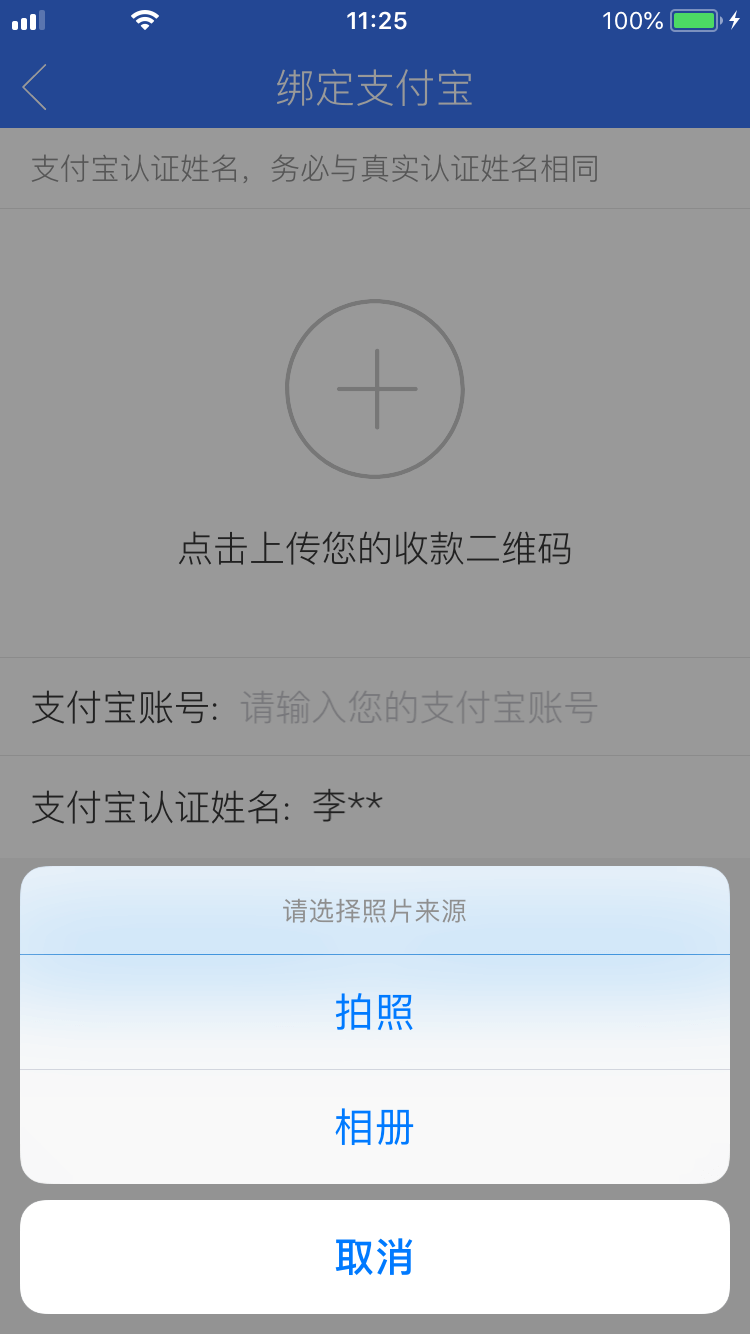 11:25
100%
绑定支付宝
支付宝认证姓名，务必与真实认证姓名相同
点击上传您的收款二维码
支付宝账号: 请输入您的支付宝账号
支付宝认证姓名: 李**
请选择照片来源
拍照
相册
取消